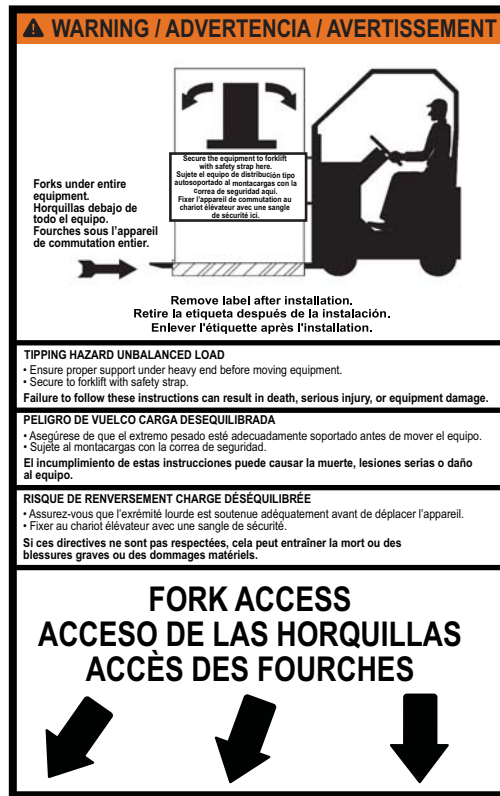 WARNING / ADVERTENCIA / AVERTISSEMENT
Secure the equipment to forklift
with safety strap here.
Sujete el equipo de distribución tipo
autosoportado al montacargas con la
correa de seguridad aqui.
Fixer l'appareil de commutation au
chariot élévateur avec une sangle
de sécurité ici.
Forks under entire
equipment.
Horquillas debajo de
todo el equipo.
Fourches sous l'appareil
de commutation entier.
Remove label after installation.
Retire la etiqueta después de la instalación.
Enlever l'étiquette après l'installation.
TIPPING HAZARD UNBALANCED LOAD
• Ensure proper support under heavy end before moving equipment.
• Secure to forklift with safety strap.
Failure to follow these instructions can result in death, serious injury, or equipment damage.
PELIGRO DE VUELCO CARGA DESEQUILIBRADA
• Asegúrese de que el extremo pesado esté adecuadamente soportado antes de mover el equipo.
• Sujete al montacargas con la correa de seguridad.
El incumplimiento de estas instrucciones puede causar la muerte, lesiones serias o daño
al equipo.
RISQUE DE RENVERSEMENT CHARGE DÉSÉQUILIBRÉE
• Assurez-vous que l'exrémité lourde est soutenue adéquatement avant de déplacer l'appareil.
• Fixer au chariot élévateur avec une sangle de sécurité.
Si ces directives ne sont pas respectées, cela peut entraîner la mort ou des
blessures graves ou des dommages matériels.
FORK ACCESS
ACCESO DE LAS HORQUILLAS
ACCÈS DES FOURCHES